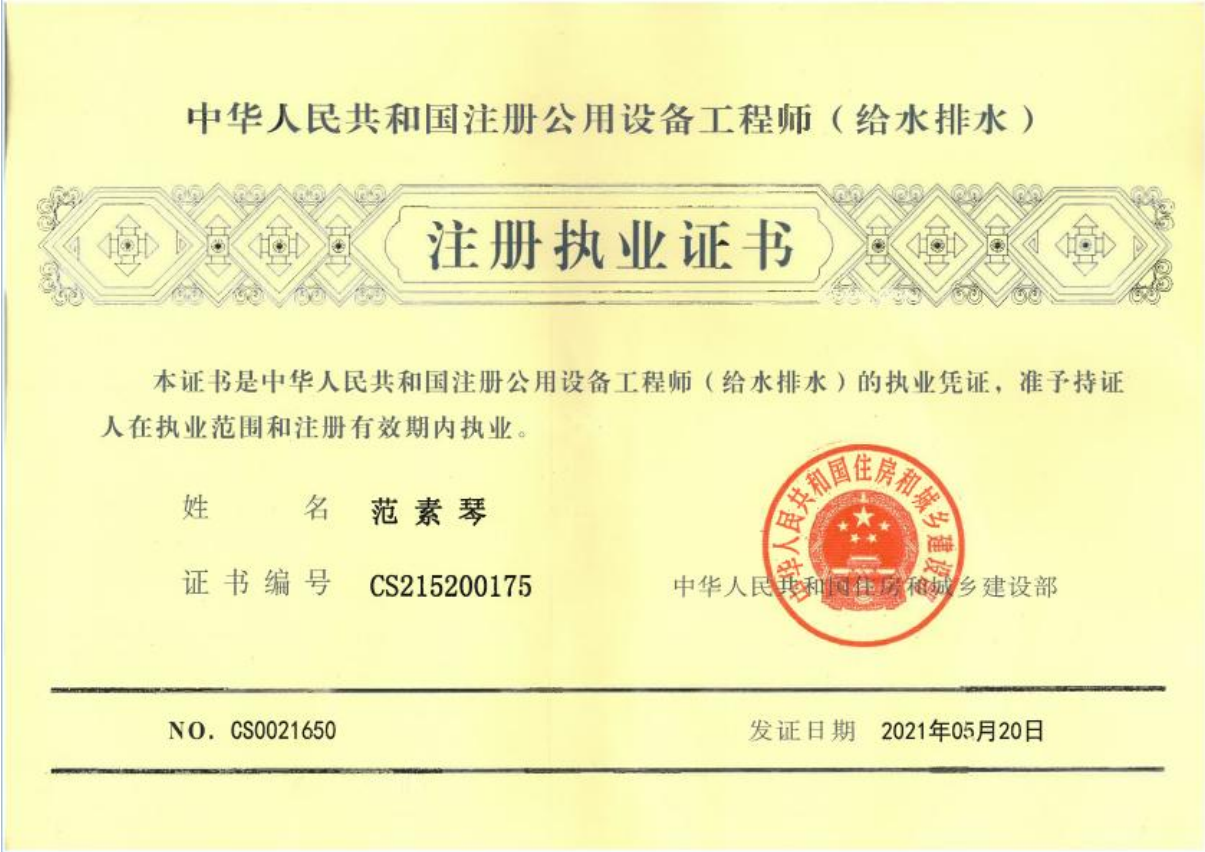 中华人民共和国注册公用设备工程师（给水排水）
注册执业证书
本证书是中华人民共和国注册公用设备工程师（给水排水）的执业凭证，准予持证
人在执业范围和注册有效期内执业。
姓 名 范素琴
证书编号 CS215200175
中华人民共和国住房和城乡建设部
中华人民共和国住房和城乡建设部
NO. CS0021650
发证日期 2021年05月20日